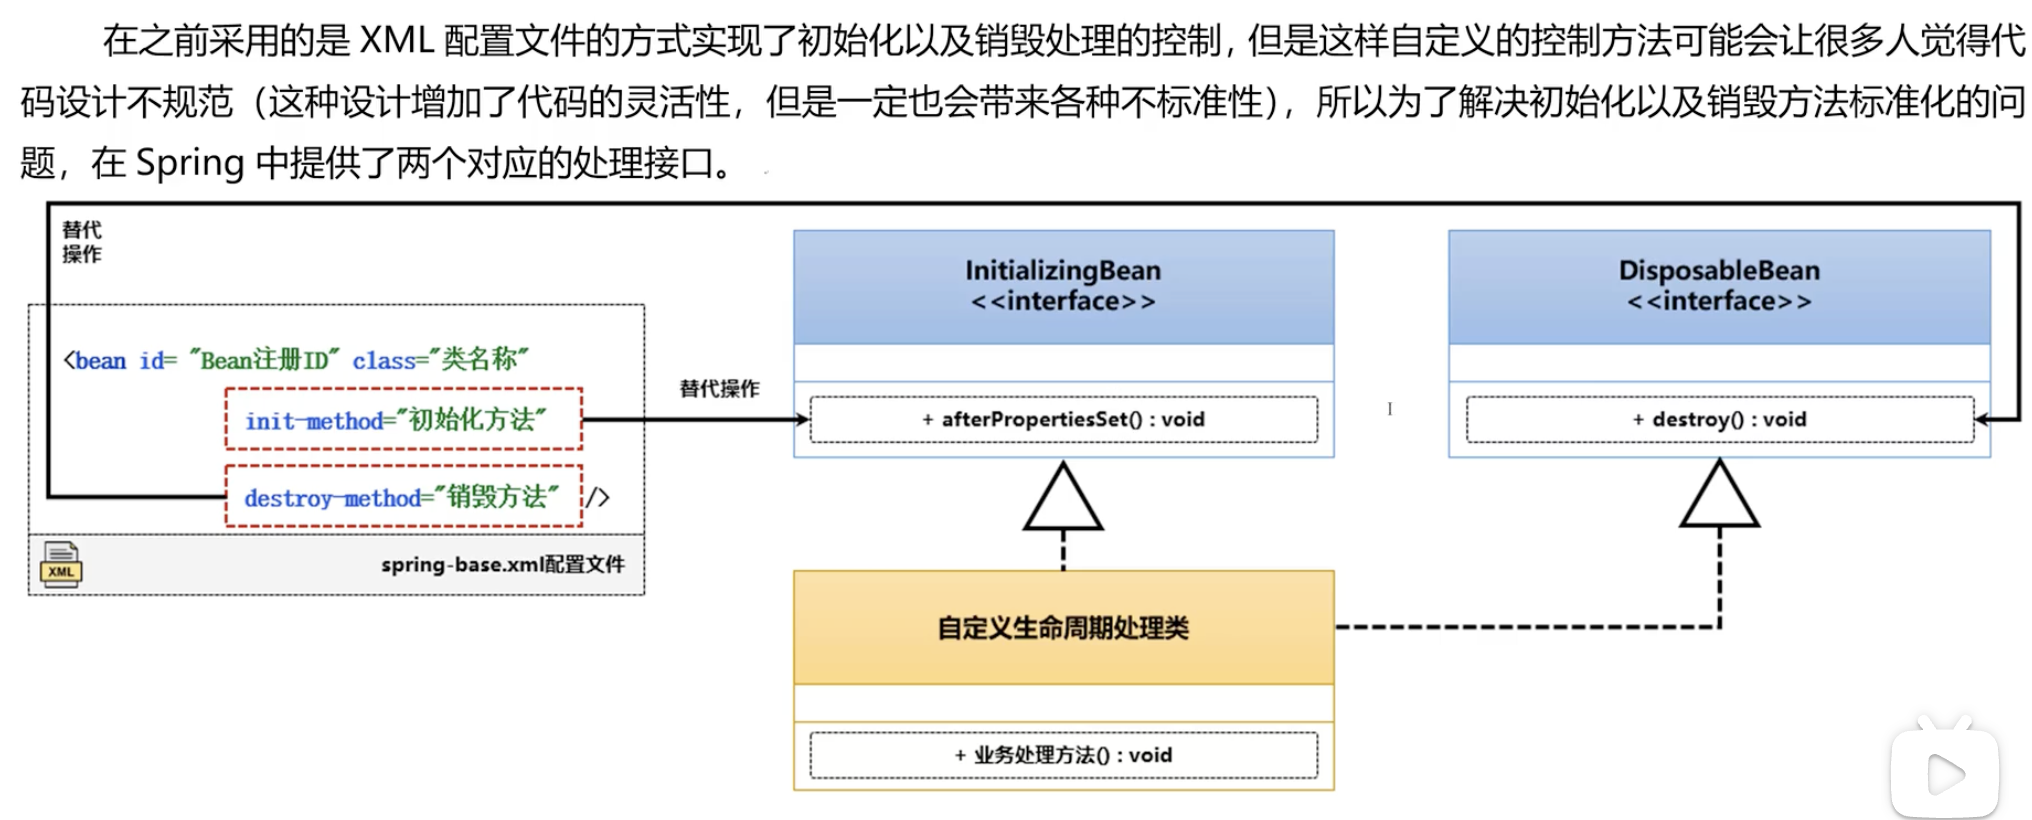 在之前采用的是 XML 配置文件的方式实现了初始化以及销毁处理的控制，但是这样自定义的控制方法可能会让很多人觉得代
码设计不规范（这种设计增加了代码的灵活性，但是一定也会带来各种不标准性），所以为了解决初始化以及销毁方法标准化的问
题，在 Spring 中提供了两个对应的处理接口。
替代
操作
<bean id= "Bean注册ID" class="类名称"
init-method="初始化方法"
destroy-method="销毁方法" />
XML
spring-base.xml配置文件
替代操作
InitializingBean
<<interface>>
+ afterPropertiesSet() : void
DisposableBean
<<interface>>
+ destroy() : void
自定义生命周期处理类
+ 业务处理方法() : void